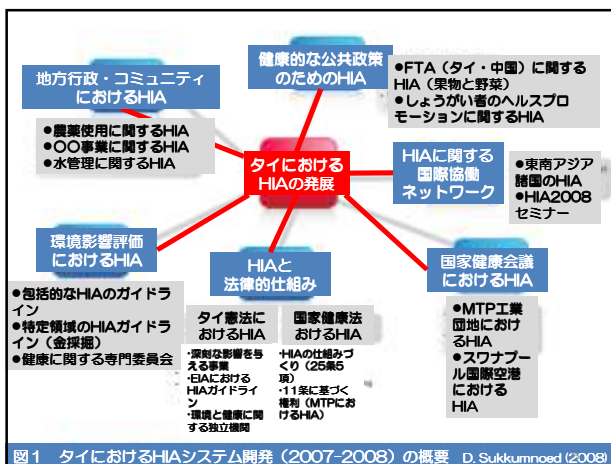 健康的な公共政策
のためのHIA
●FTA（タイ・中国）に関する
HIA（果物と野菜）
●しょうがい者のヘルスプロ
モーションに関するHIA
地方行政・コミュニティ
におけるHIA
●農薬使用に関するHIA
●〇〇事業に関するHIA
●水管理に関するHIA
タイにおける
HIAの発展
HIAに関する
国際協働
ネットワーク
●東南アジア
諸国のHIA
●HIA2008
セミナー
環境影響評価
におけるHIA
●包括的なHIAのガイドラ
イン
●特定領域のHIAガイドラ
イン（金採掘）
●健康に関する専門委員会
HIAと
法律的仕組み
タイ憲法に
おけるHIA
・深刻な影響を与
える事業
・EIAにおける
HIAガイドライ
ン
・環境と健康に関
する独立機関
国家健康法
おけるHIA
・HIAの仕組みづ
くり（25条5
項）
・11条に基づく
権利（MTPにお
けるHIA）
国家健康会議
におけるHIA
●MTP工業
団地におけ
るHIA
●スワナプー
ル国際空港
における
HIA
図1 タイにおけるHIAシステム開発（2007-2008）の概要 D. Sukkumnoed (2008)